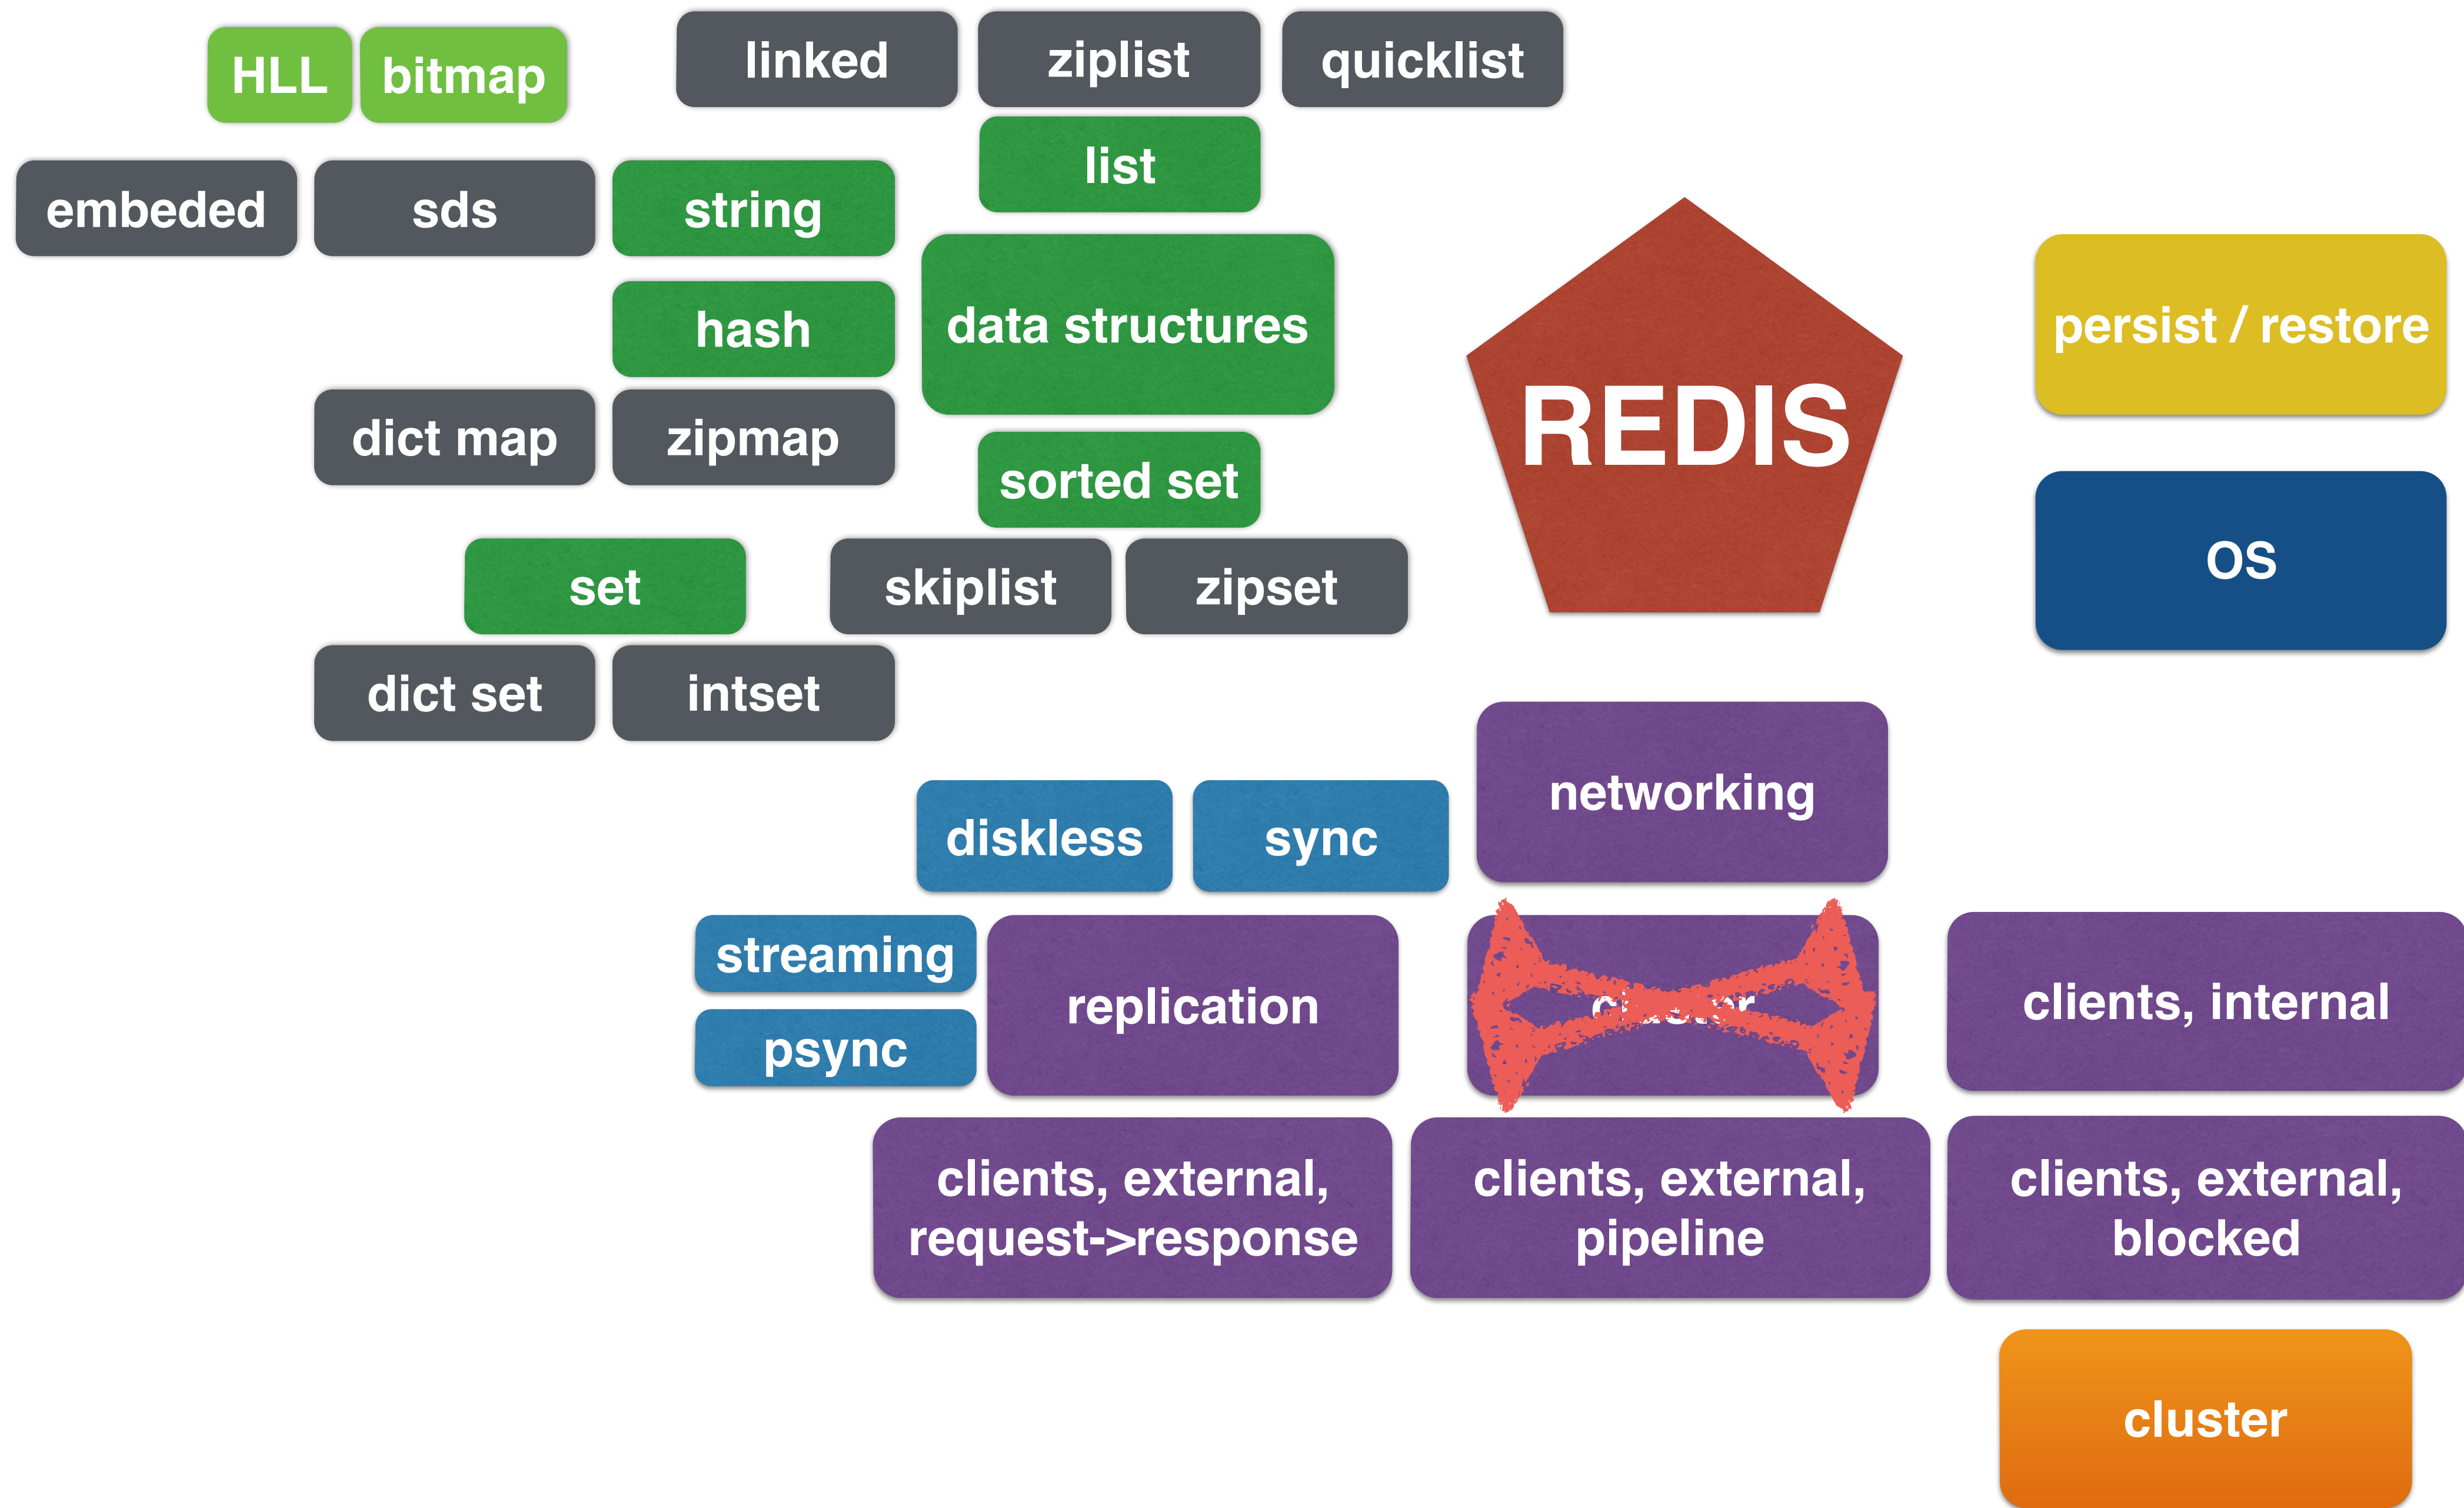 linked
ziplist
quicklist
HLL
bitmap
list
embeded
sds
string
hash
data structures
REDIS
persist / restore
dict map
zipmap
sorted set
OS
set
skiplist
zipset
dict set
intset
networking
diskless
sync
streaming
replication
clients, internal
psync
clients, external,
request->response
clients, external,
pipeline
clients, external,
blocked
cluster